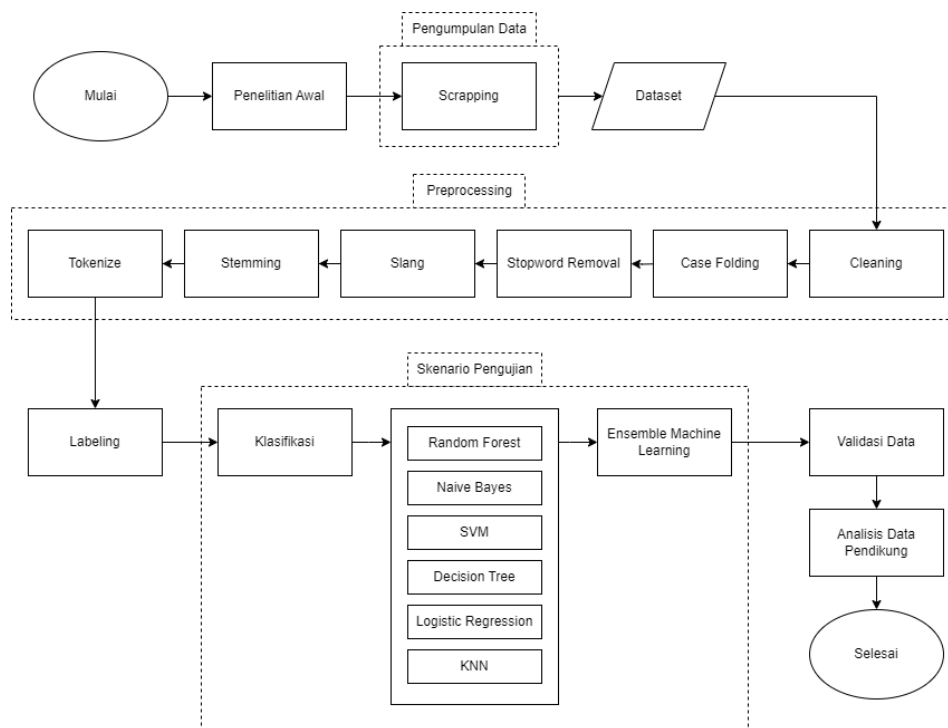 Pengumpulan Data
Mulai
Penelitian Awal
Scrapping
Dataset
Preprocessing
Tokenize
Stemming
Slang
Stopword Removal
Case Folding
Cleaning
Skenario Pengujian
Labeling
Klasifikasi
Random Forest
Naive Bayes
SVM
Decision Tree
Logistic Regression
KNN
Ensemble Machine
Learning
Validasi Data
Analisis Data
Pendikung
Selesai